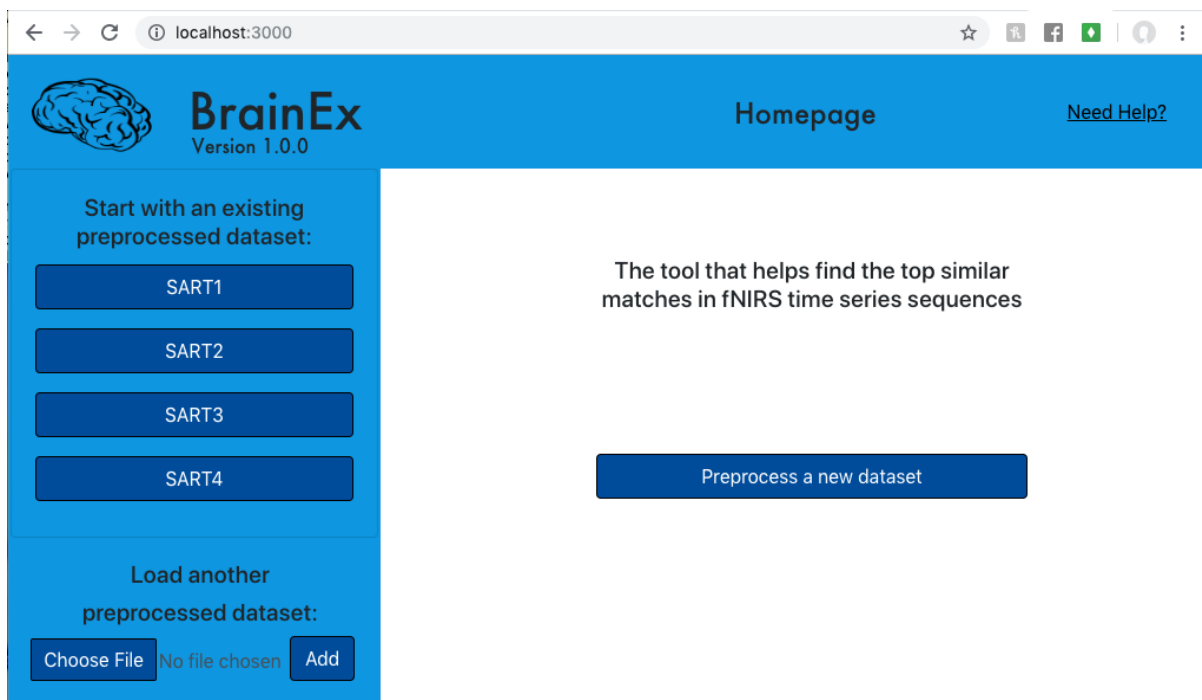 localhost:3000
BrainEx
Version 1.0.0
Homepage
Need Help?
Start with an existing
preprocessed dataset:
SART1
SART2
SART3
SART4
Load another
preprocessed dataset:
Choose File No file chosen Add
The tool that helps find the top similar
matches in fNIRS time series sequences
Preprocess a new dataset